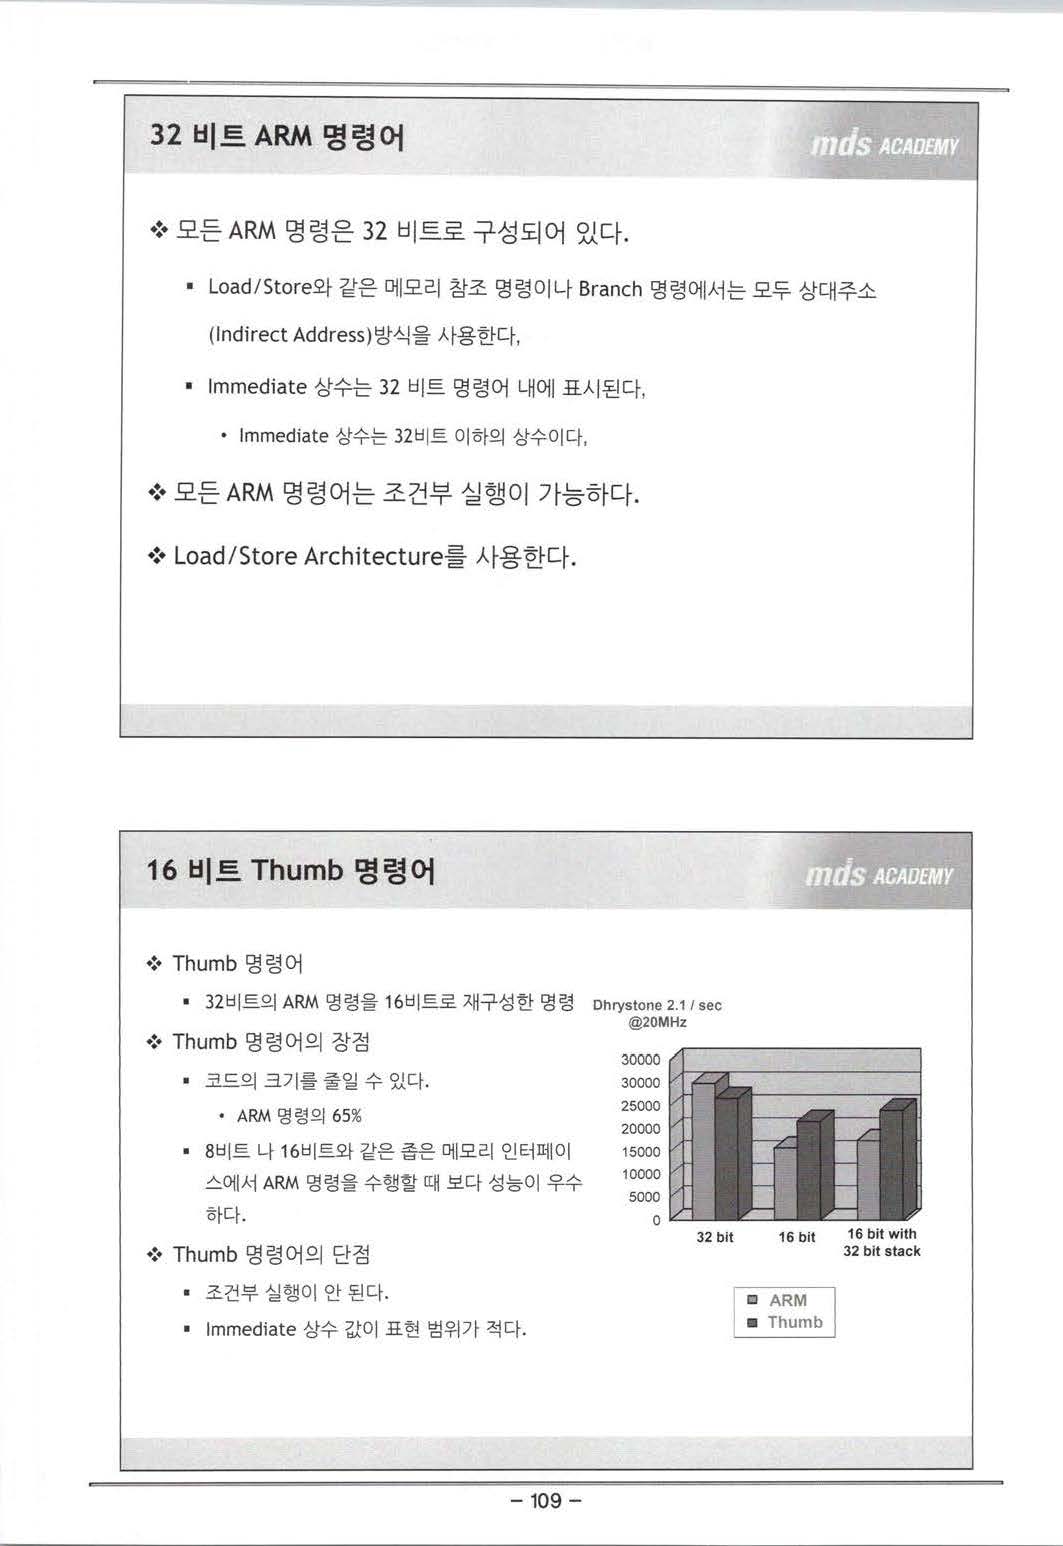 32 비트 ARM 명령어
mds ACADEMY
❖ 모든 ARM 명령은 32 비트로 구성되어 있다.
▪ Load/Store와 같은 메모리 참조 명령이나 Branch 명령에서는 모두 상대주소
(Indirect Address)방식을 사용한다,
▪ Immediate 상수는 32 비트 명령어 내에 표시된다,
• Immediate 상수는 32비트 이하의 상수이다,
❖ 모든 ARM 명령어는 조건부 실행이 가능하다.
❖ Load/Store Architecture를 사용한다.
16 비트 Thumb 명령어
mds ACADEMY
❖ Thumb 명령어
▪ 32비트의 ARM 명령을 16비트로 재구성한 명령
❖ Thumb 명령어의 장점
▪ 코드의 크기를 줄일 수 있다.
• ARM 명령의 65%
▪ 8비트 나 16비트와 같은 좁은 메모리 인터페이
스에서 ARM 명령을 수행할 때 보다 성능이 우수
하다.
❖ Thumb 명령어의 단점
▪ 조건부 실행이 안 된다.
▪ Immediate 상수 값이 표현 범위가 적다.
Dhrystone 2.1 / sec
@20MHz
30000
30000
25000
20000
15000
10000
5000
0
32 bit
16 bit
16 bit with
32 bit stack
ARM
Thumb
- 109 -